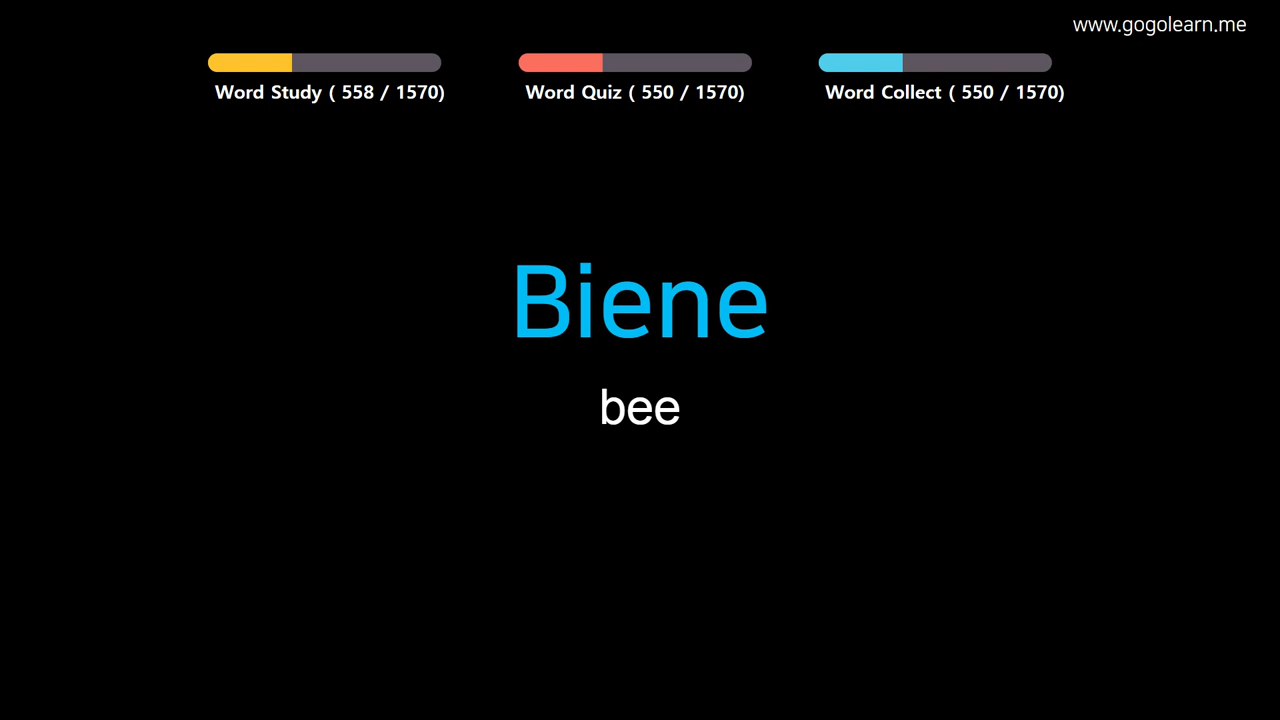 www.gogolearn.me
Word Study ( 558 / 1570)
Word Quiz ( 550 / 1570)
Word Collect ( 550 / 1570)
Biene
bee